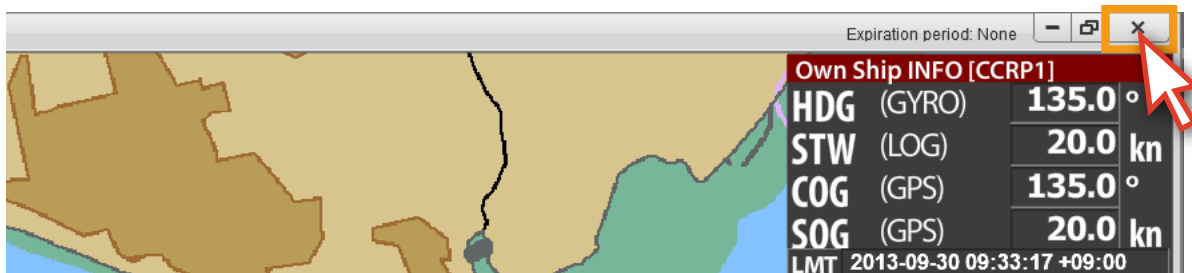 Expiration period: None
Own Ship INFO [CCRP1]
HDG (GYRO) 135.0 °
STW (LOG) 20.0 kn
COG (GPS) 135.0 °
SOG (GPS) 20.0 kn
LMT 2013-09-30 09:33:17 +09:00